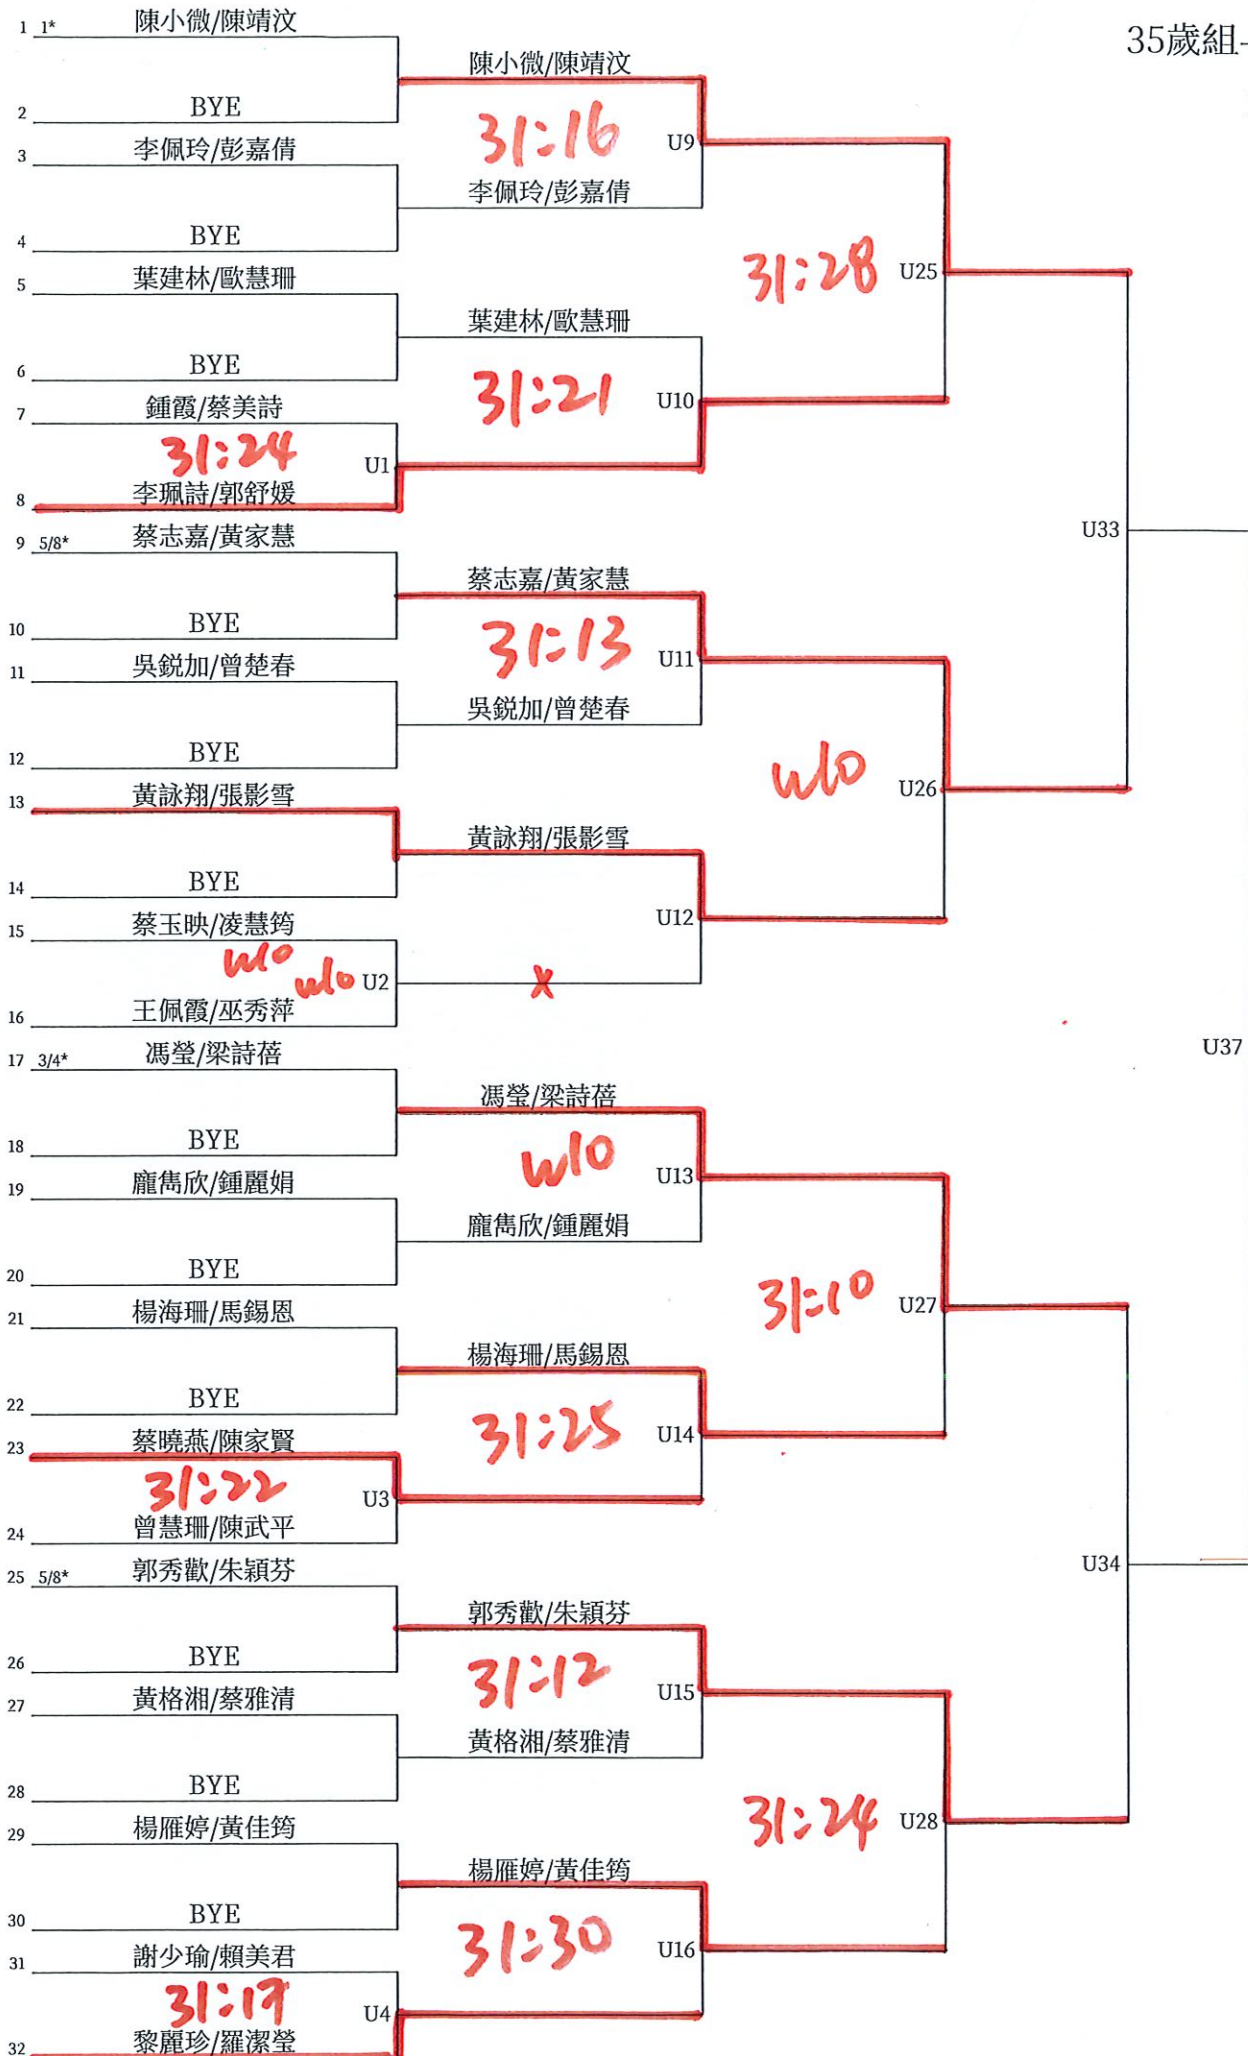 35歲組
1 1* 陳小微/陳靖汶
陳小微/陳靖汶
2 BYE
31:16 U9
3 李佩玲/彭嘉倩
李佩玲/彭嘉倩
4 BYE
31:28 U25
5 葉建林/歐慧珊
葉建林/歐慧珊
6 BYE
31:21 U10
7 鍾霞/蔡美詩
31:24 U1
8 李珮詩/郭舒媛
U33
9 5/8* 蔡志嘉/黃家慧
蔡志嘉/黃家慧
10 BYE
31:13 U11
11 吳鋭加/曾楚春
吳鋭加/曾楚春
12 BYE
w/o U26
13 黃詠翔/張影雪
黃詠翔/張影雪
14 BYE
U12
15 蔡玉映/凌慧筠
w/o w/o U2 X
16 王佩霞/巫秀萍
U37
17 3/4* 馮瑩/梁詩蓓
馮瑩/梁詩蓓
18 BYE
w/o U13
19 龐雋欣/鍾麗娟
龐雋欣/鍾麗娟
20 BYE
31:10 U27
21 楊海珊/馬錫恩
楊海珊/馬錫恩
22 BYE
31:25 U14
23 蔡曉燕/陳家賢
31:22 U3
24 曾慧珊/陳武平
U34
25 5/8* 郭秀歡/朱穎芬
郭秀歡/朱穎芬
26 BYE
31:12 U15
27 黃格湘/蔡雅清
黃格湘/蔡雅清
28 BYE
31:24 U28
29 楊雁婷/黃佳筠
楊雁婷/黃佳筠
30 BYE
31:30 U16
31 謝少瑜/賴美君
U4
32 黎麗珍/羅潔瑩